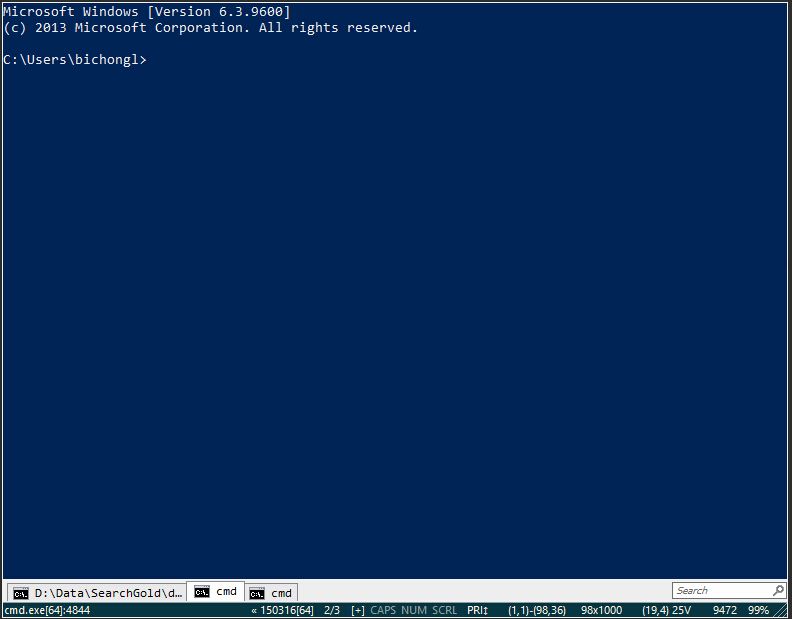 Microsoft Windows [Version 6.3.9600]
(c) 2013 Microsoft Corporation. All rights reserved.
C:\Users\bichongl>
D:\Data\SearchGold\d... cmd cmd Search
cmd.exe[64]:4844 « 150316[64] 2/3 [+] CAPS NUM SCRL PRI‡ (1,1)-(98,36) 98x1000 (19,4) 25V 9472 99%